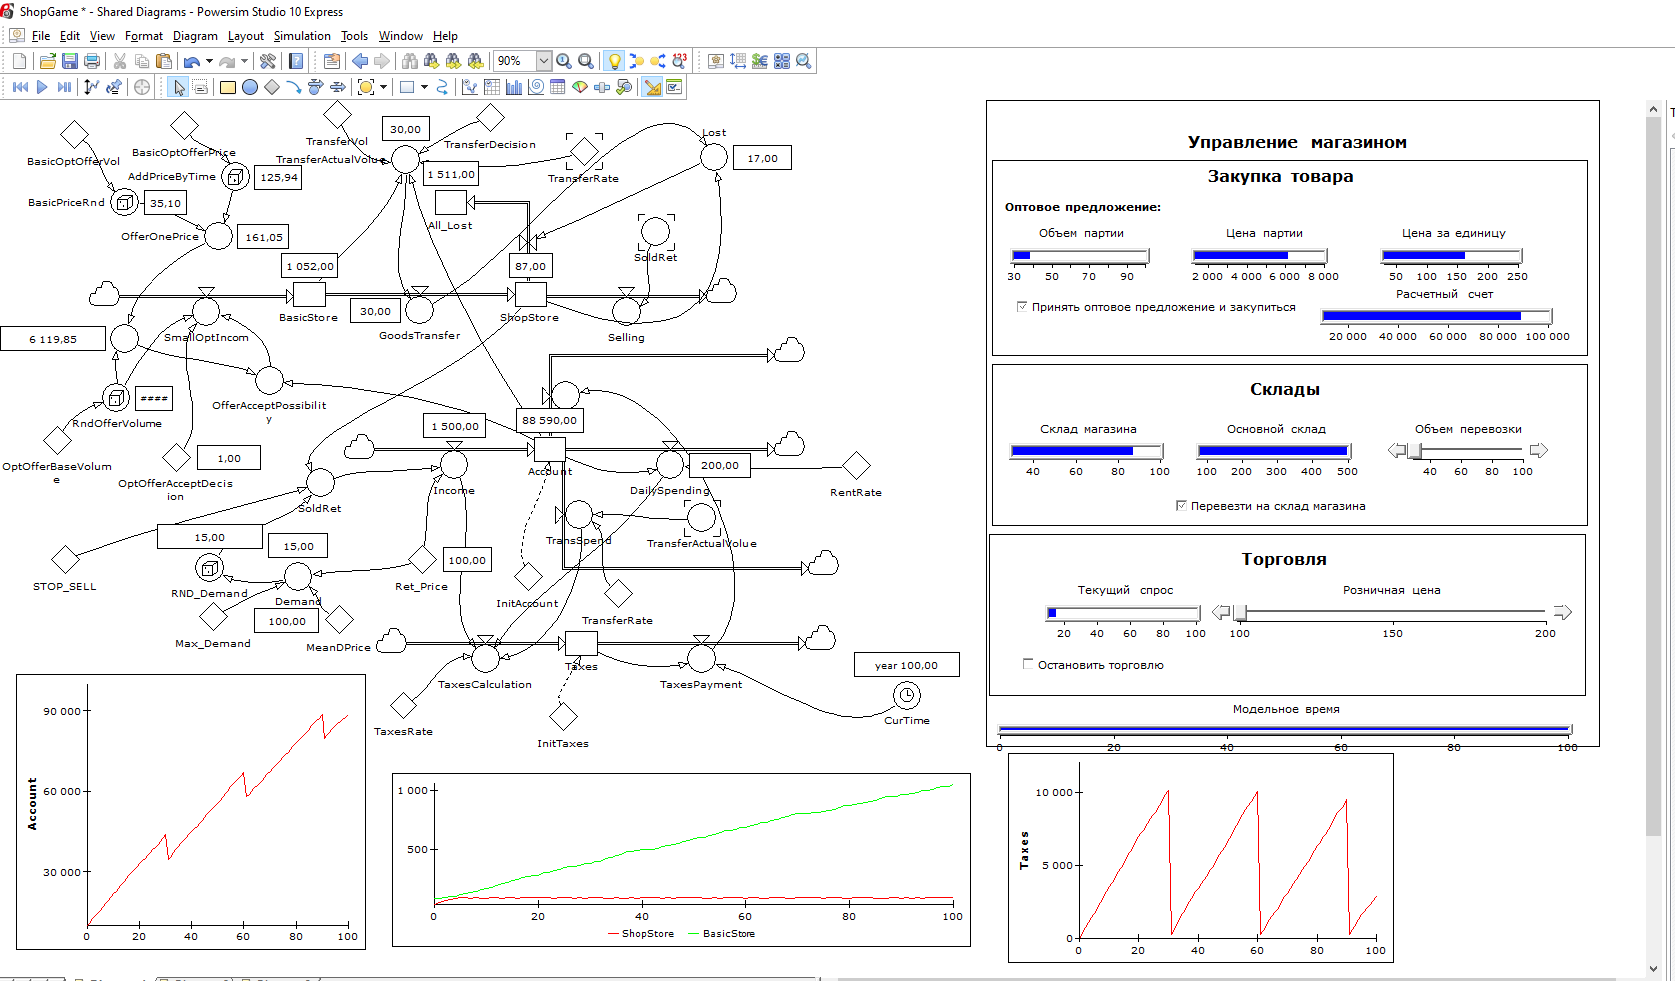 ShopGame * - Shared Diagrams - Powersim Studio 10 Express
File Edit View Format Diagram Layout Simulation Tools Window Help
90%
BasicOptOfferVol
BasicOptOfferPrice
AddPriceByTime
125,94
BasicPriceRnd
35,10
OfferOnePrice
161,05
TransferVol
TransferActualVolue
30,00
TransferDecision
1 511,00
TransferRate
Lost
17,00
All_Lost
SoldRet
1 052,00
87,00
BasicStore
30,00
GoodsTransfer
ShopStore
Selling
SmallOptIncom
6 119,85
OfferAcceptPossibilit
y
RndOfferVolume
####
OptOfferBaseVolum
e
OptOfferAcceptDecis
ion
1,00
1 500,00
88 590,00
Account
Income
DailySpending
200,00
RentRate
SoldRet
TransSpend
TransferActualVolue
15,00
15,00
STOP_SELL
RND_Demand
Demand
Ret_Price
100,00
InitAccount
TransferRate
Max_Demand
100,00
MeanDPrice
Taxes
TaxesCalculation
TaxesPayment
year 100,00
CurTime
TaxesRate
InitTaxes
Управление магазином
Закупка товара
Оптовое предложение:
Объем партии
Цена партии
Цена за единицу
30 50 70 90
2 000 4 000 6 000 8 000
50 100 150 200 250
Принять оптовое предложение и закупиться
Расчетный счет
20 000 40 000 60 000 80 000 100 000
Склады
Склад магазина
Основной склад
Объем перевозки
40 60 80 100
100 200 300 400 500
40 60 80 100
Перевезти на склад магазина
Торговля
Текущий спрос
Розничная цена
20 40 60 80 100
100 150 200
Остановить торговлю
Модельное время
0 20 40 60 80 100
Account
90 000
60 000
30 000
0 20 40 60 80 100
1 000
500
0 20 40 60 80 100
ShopStore BasicStore
Taxes
10 000
5 000
0
0 20 40 60 80 100